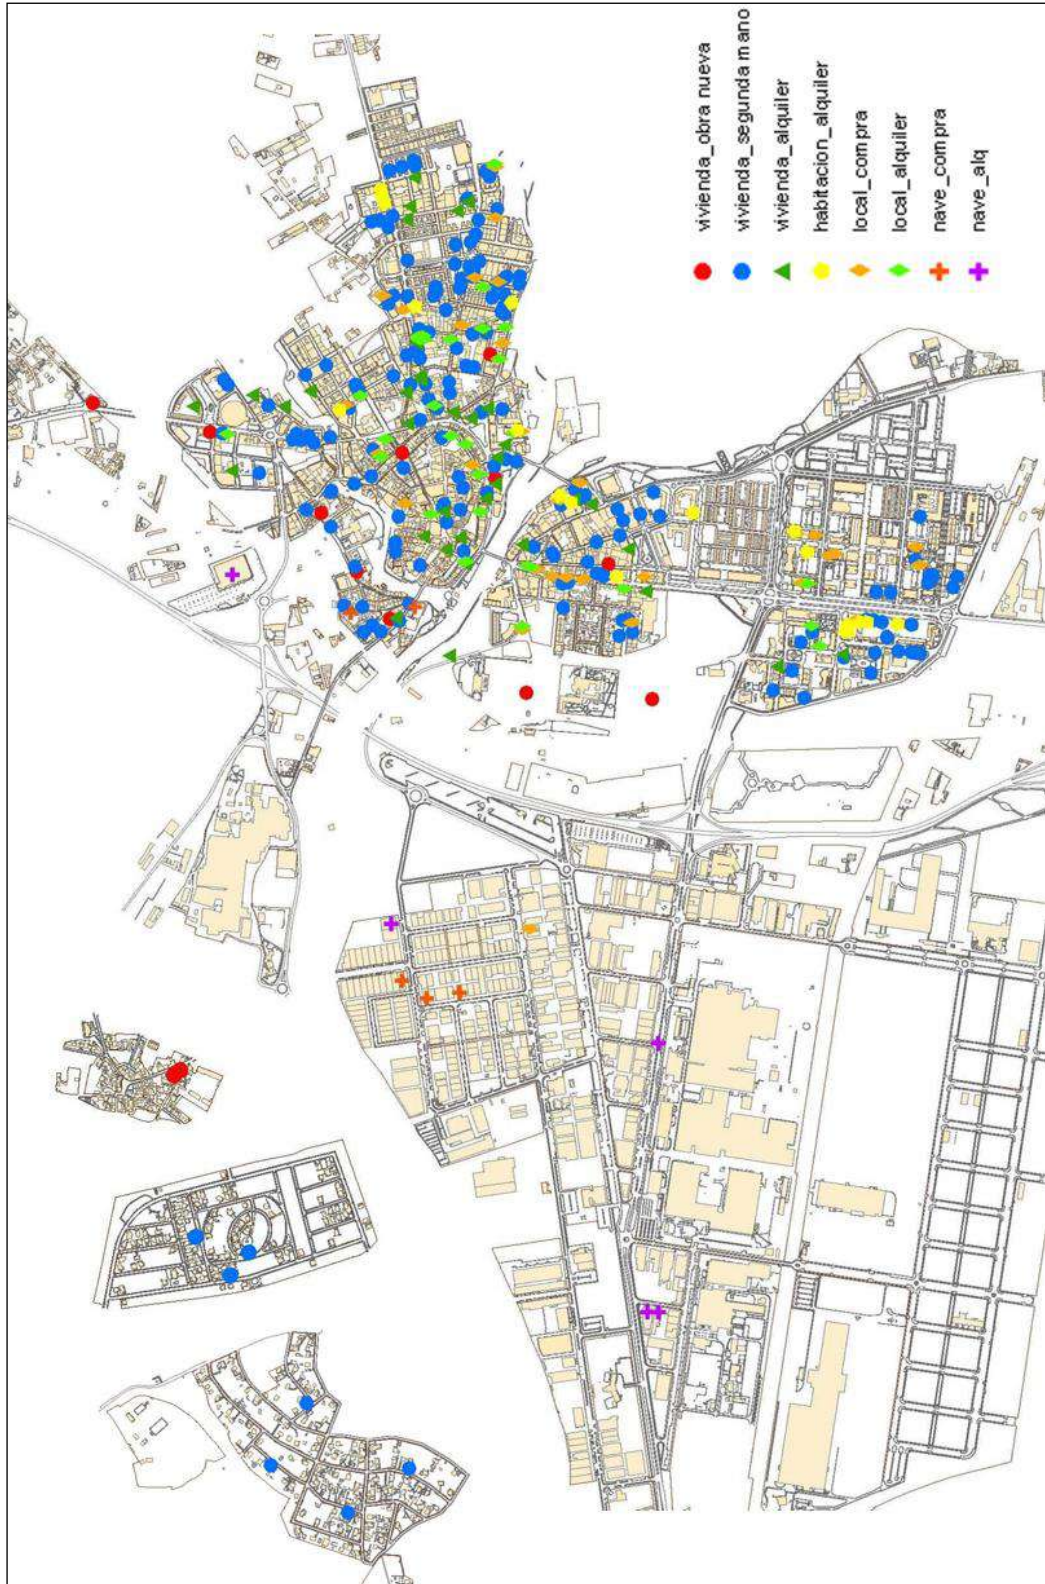 vivienda_obra nueva
vivienda_segunda mano
vivienda_alquiler
habitacion_alquiler
local_compra
local_alquiler
nave_compra
nave_alq